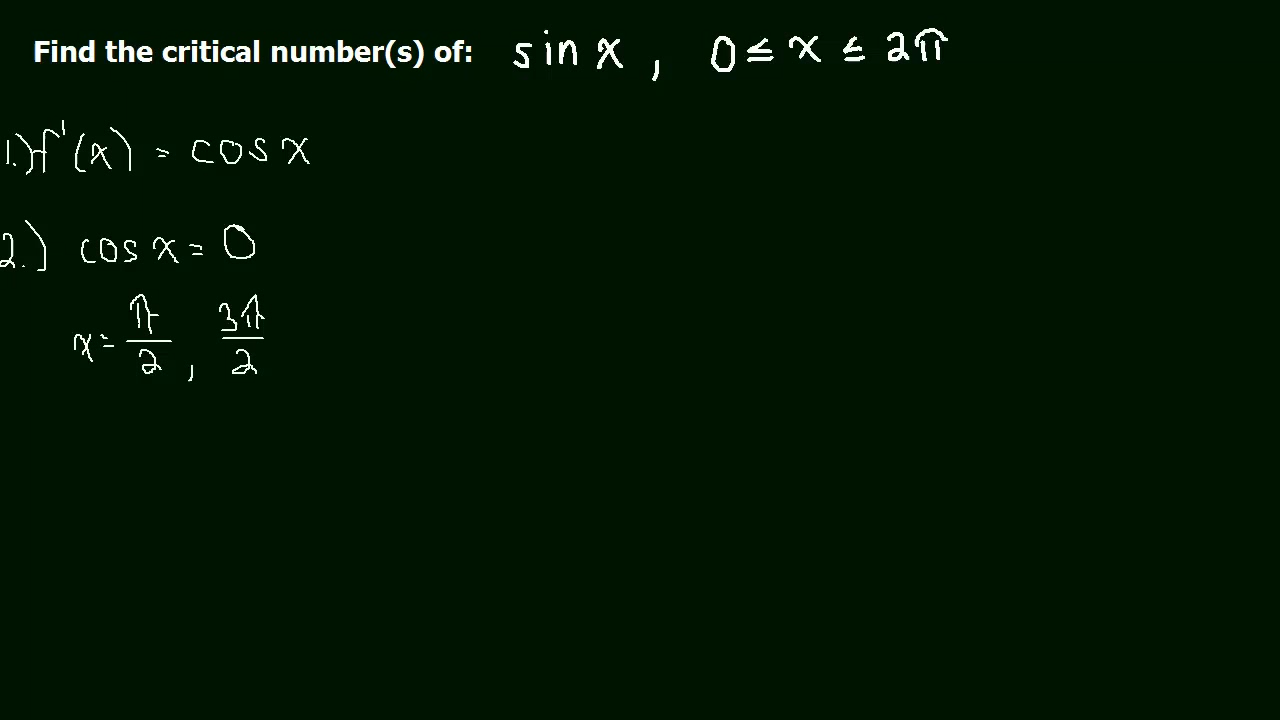 Find the critical number(s) of: sin x , 0 ≤ x ≤ 2π
1.) f'(x) = cos x
2.) cos x = 0
x = π/2 , 3π/2